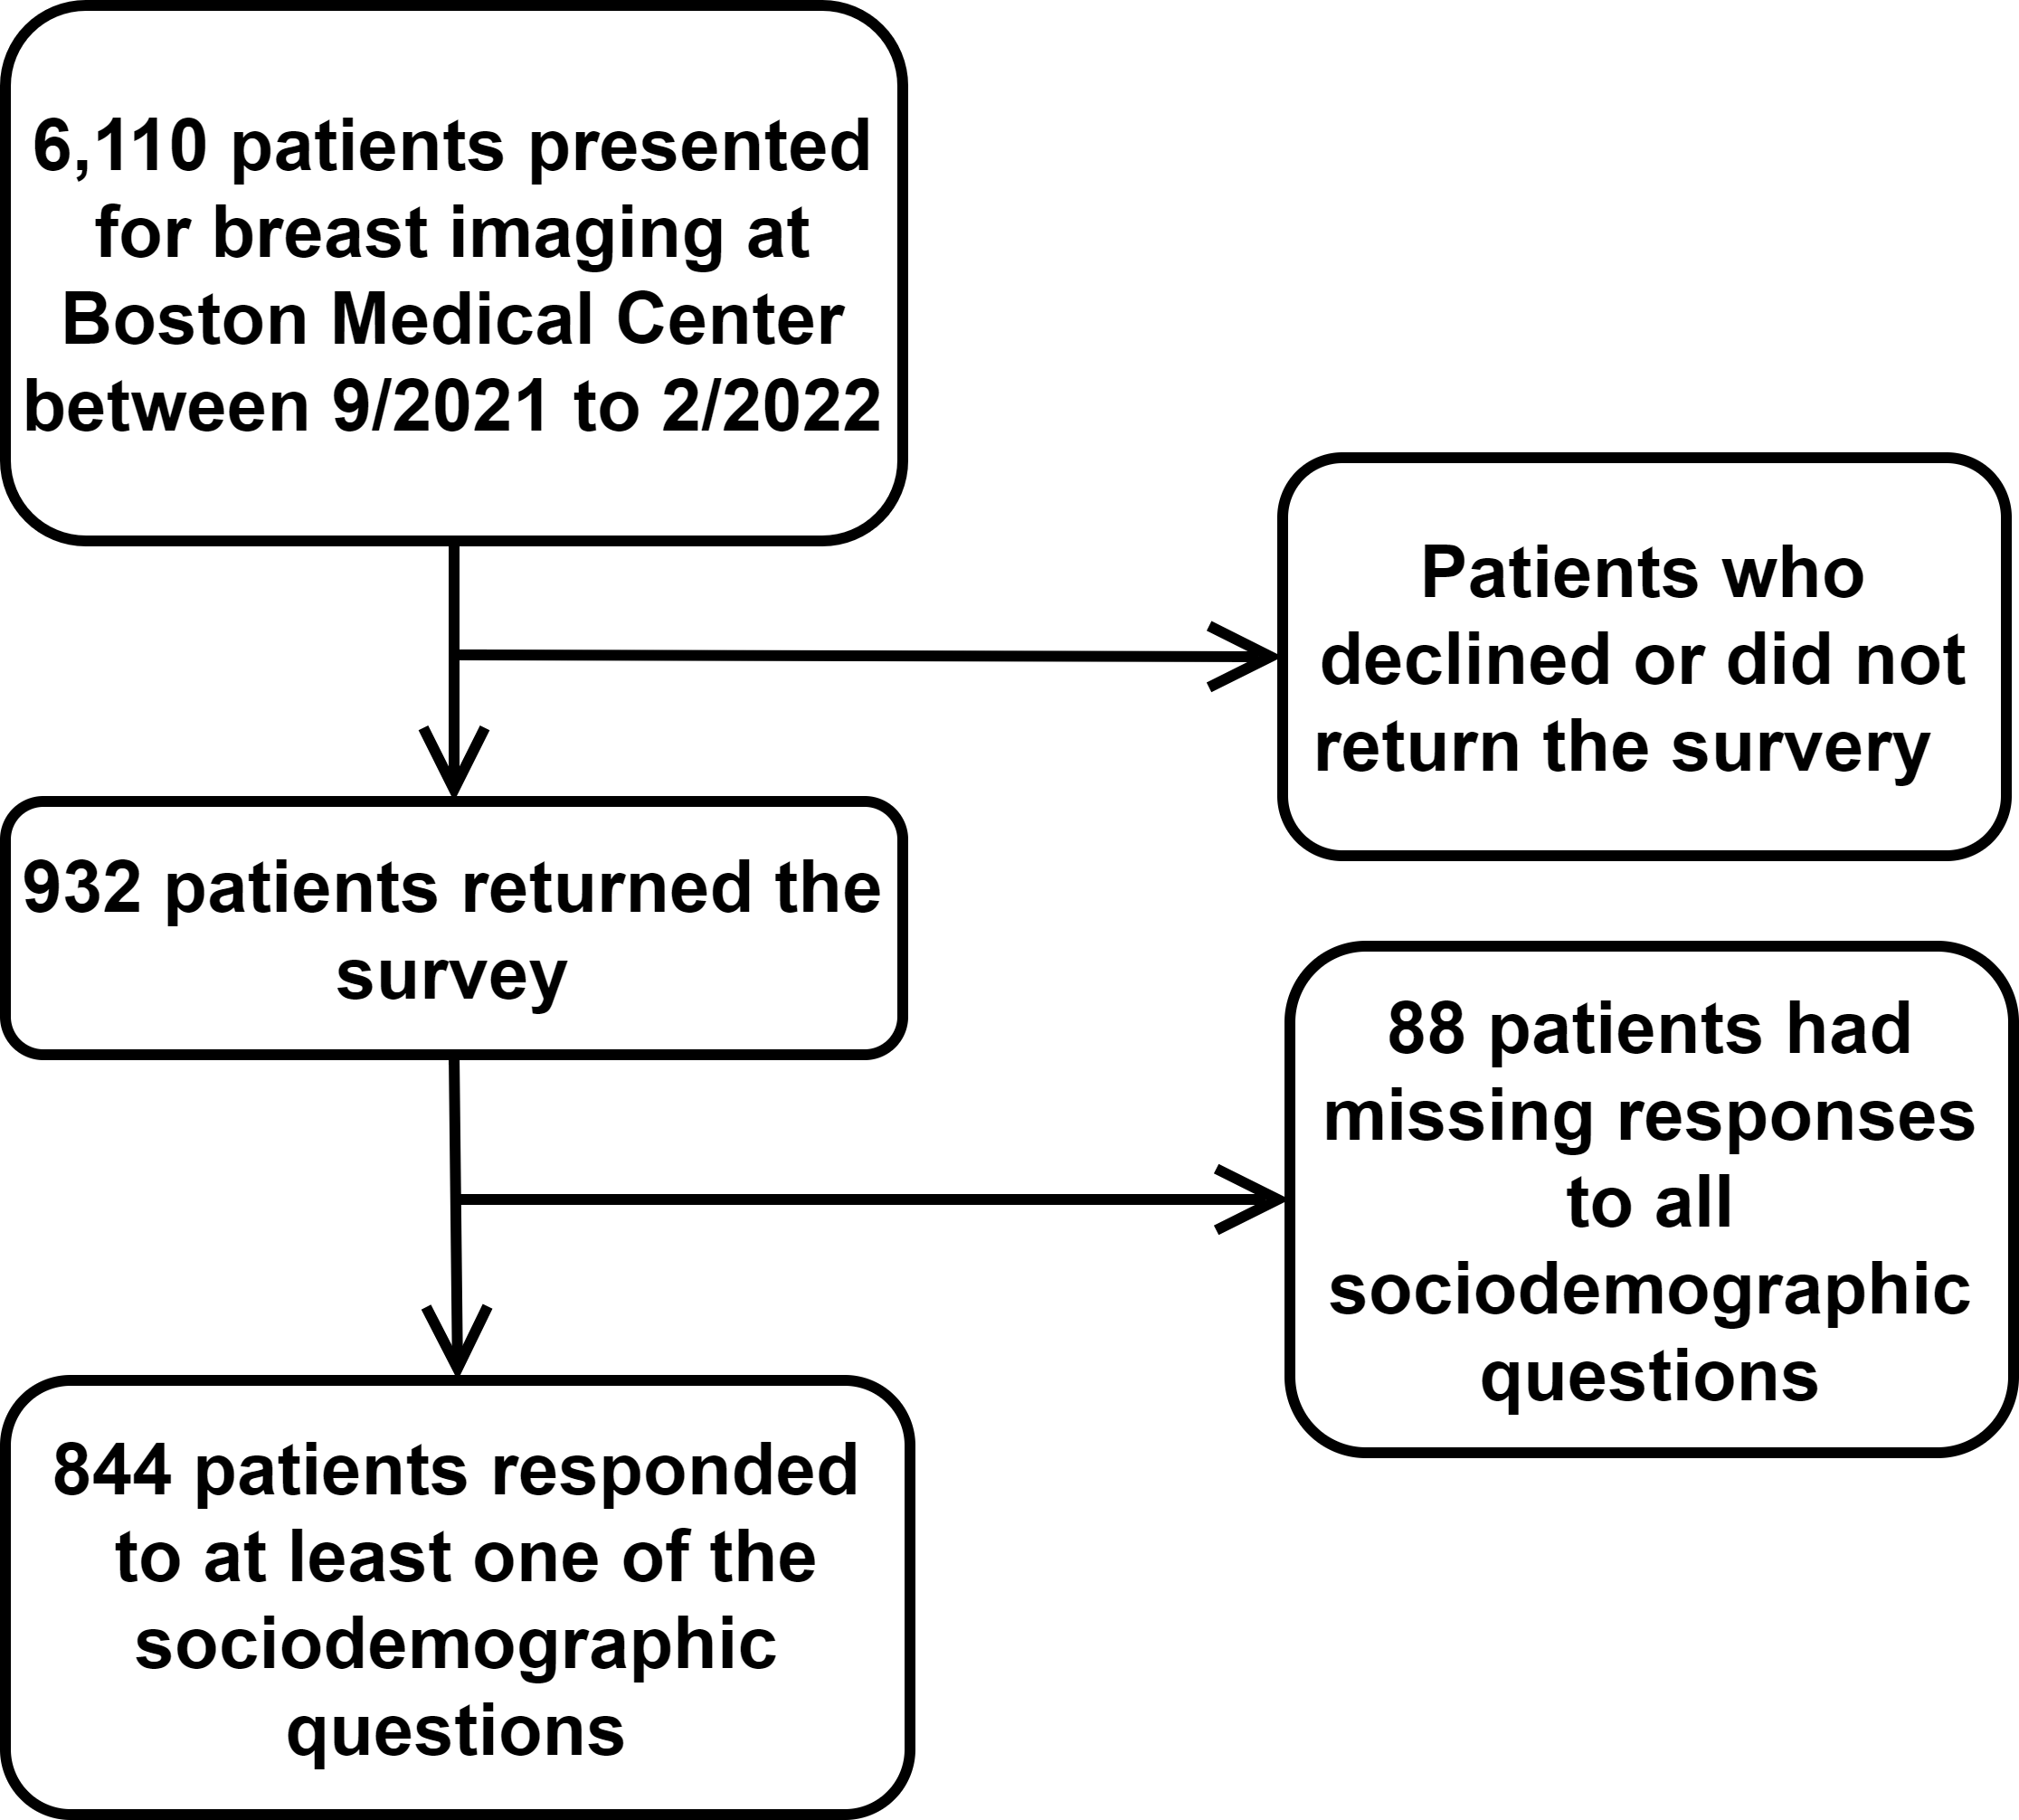 6,110 patients presented
for breast imaging at
Boston Medical Center
between 9/2021 to 2/2022
Patients who
declined or did not
return the survery
932 patients returned the
survey
88 patients had
missing responses
to all
sociodemographic
questions
844 patients responded
to at least one of the
sociodemographic
questions